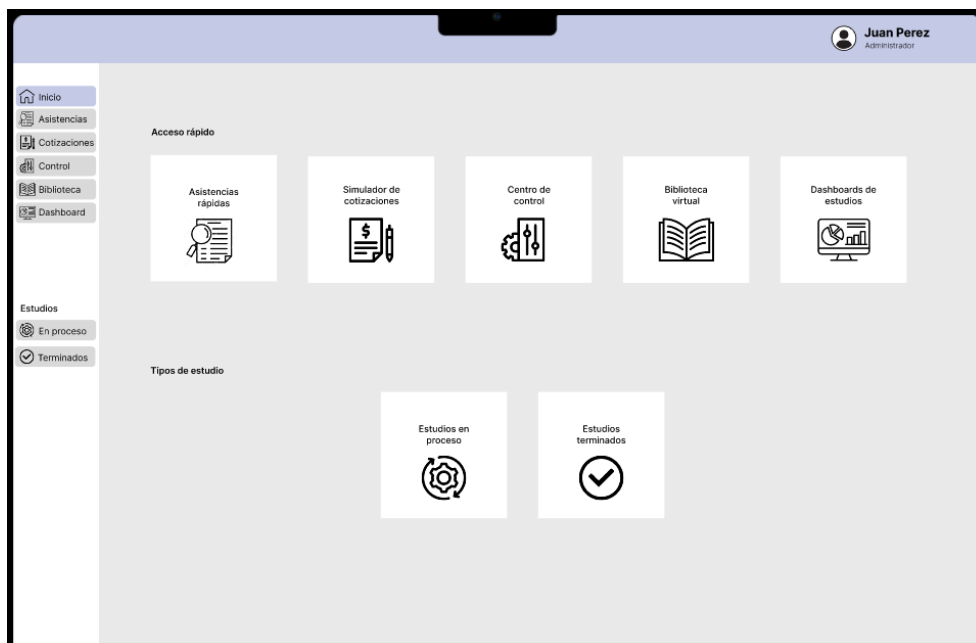 Juan Perez
Administrador
Inicio
Asistencias
Cotizaciones
Control
Biblioteca
Dashboard
Estudios
En proceso
Terminados
Acceso rápido
Asistencias
rápidas
$
Simulador de
cotizaciones
Centro de
control
Biblioteca
virtual
Dashboards de
estudios
Tipos de estudio
Estudios en
proceso
Estudios
terminados